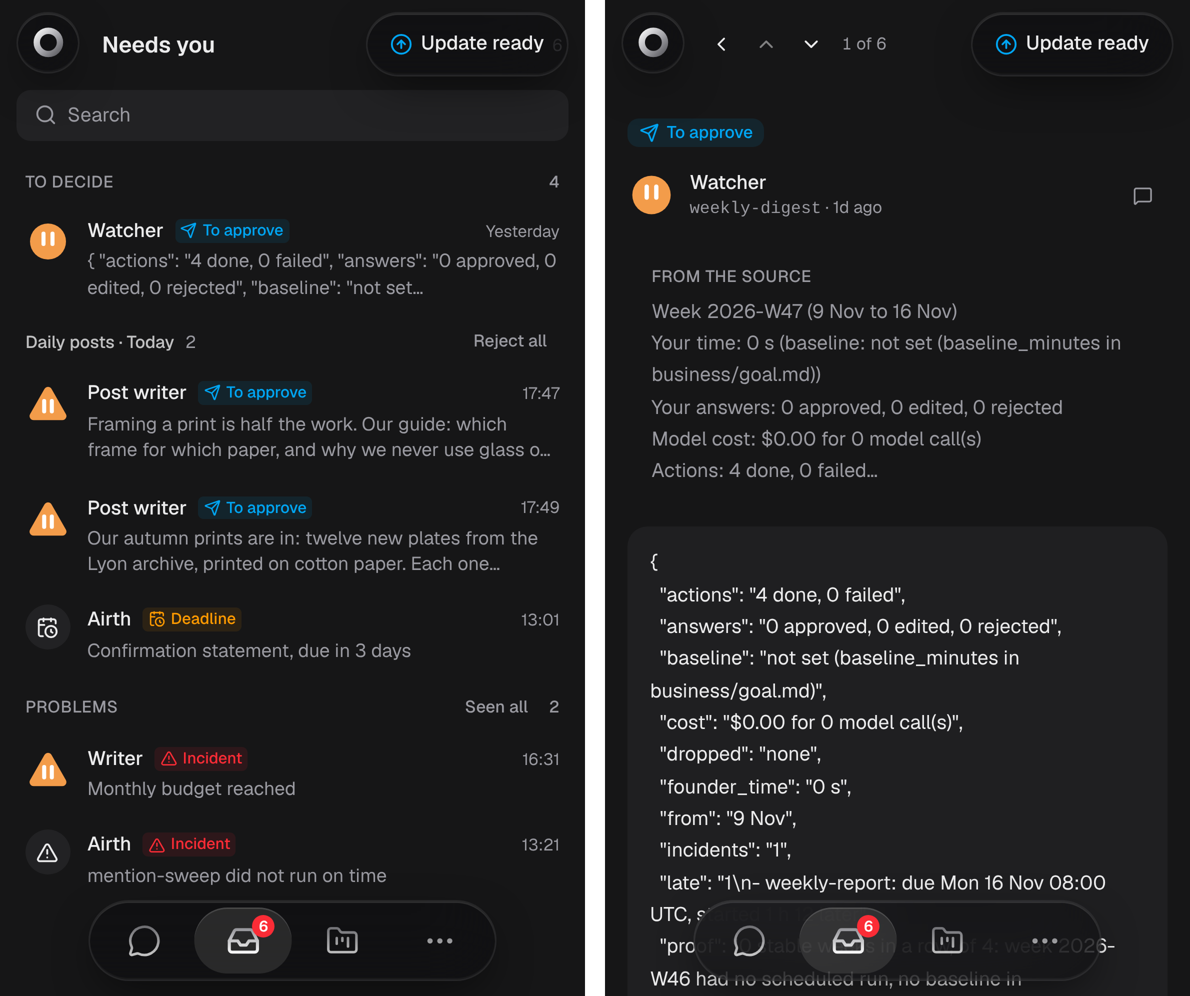 Needs you
Update ready
6
Search
TO DECIDE 4
Watcher To approve Yesterday
{ "actions": "4 done, 0 failed", "answers": "0 approved, 0
edited, 0 rejected", "baseline": "not set…
Daily posts · Today 2 Reject all
Post writer To approve 17:47
Framing a print is half the work. Our guide: which
frame for which paper, and why we never use glass o…
Post writer To approve 17:49
Our autumn prints are in: twelve new plates from the
Lyon archive, printed on cotton paper. Each one…
Airth Deadline 13:01
Confirmation statement, due in 3 days
PROBLEMS Seen all 2
Writer Incident 16:31
Monthly budget reached
Airth Incident 13:21
mention-sweep did not run on time
6
1 of 6
Update ready
To approve
Watcher
weekly-digest · 1d ago
FROM THE SOURCE
Week 2026-W47 (9 Nov to 16 Nov)
Your time: 0 s (baseline: not set (baseline_minutes in
business/goal.md))
Your answers: 0 approved, 0 edited, 0 rejected
Model cost: $0.00 for 0 model call(s)
Actions: 4 done, 0 failed…
{
"actions": "4 done, 0 failed",
"answers": "0 approved, 0 edited, 0 rejected",
"baseline": "not set (baseline_minutes in
business/goal.md)",
"cost": "$0.00 for 0 model call(s)",
"dropped": "none",
"founder_time": "0 s",
"from": "9 Nov",
"incidents": "1",
"late": "1\n- weekly-report: due Mon 16 Nov 08:00
UTC,
"proof": in a row of 4: week 2026-
W46 had no scheduled run, no baseline in
6